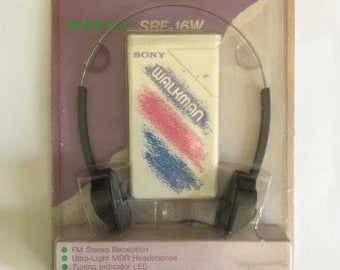 SRF-16W
SONY
WALKMAN
FM Stereo Reception
Ultra-Light MDR Headphones
Tuning Indicator LED